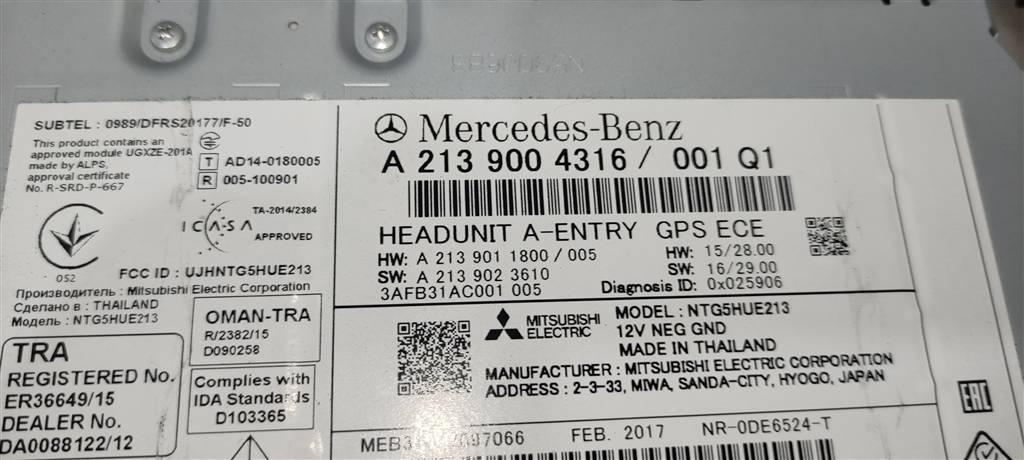 SUBTEL : 0989/DFRS20177/F-50
This product contains an
approved module UGXZE-201A
made by ALPS,
approval certificate
No. R-SRD-P-667
T AD14-0180005
R 005-100901
052
ICASA
TA-2014/2384
APPROVED
FCC ID : UJHNTG5HUE213
Производитель : Mitsubishi Electric Corporation
Сделано в : THAILAND
Модель : NTG5HUE213
OMAN-TRA
R/2382/15
D090258
TRA
REGISTERED No.
ER36649/15
DEALER No.
DA0088122/12
Complies with
IDA Standards
D103365
Mercedes-Benz
A 213 900 4316 / 001 Q1
HEADUNIT A-ENTRY GPS ECE
HW: A 213 901 1800 / 005
SW: A 213 902 3610
3AFB31AC001 005
HW: 15/28.00
SW: 16/29.00
Diagnosis ID: 0x025906
MITSUBISHI
ELECTRIC
MODEL : NTG5HUE213
12V NEG GND
MADE IN THAILAND
MANUFACTURER : MITSUBISHI ELECTRIC CORPORATION
ADDRESS : 2-3-33, MIWA, SANDA-CITY, HYOGO, JAPAN
FEB. 2017
NR-0DE6524-T
EAC